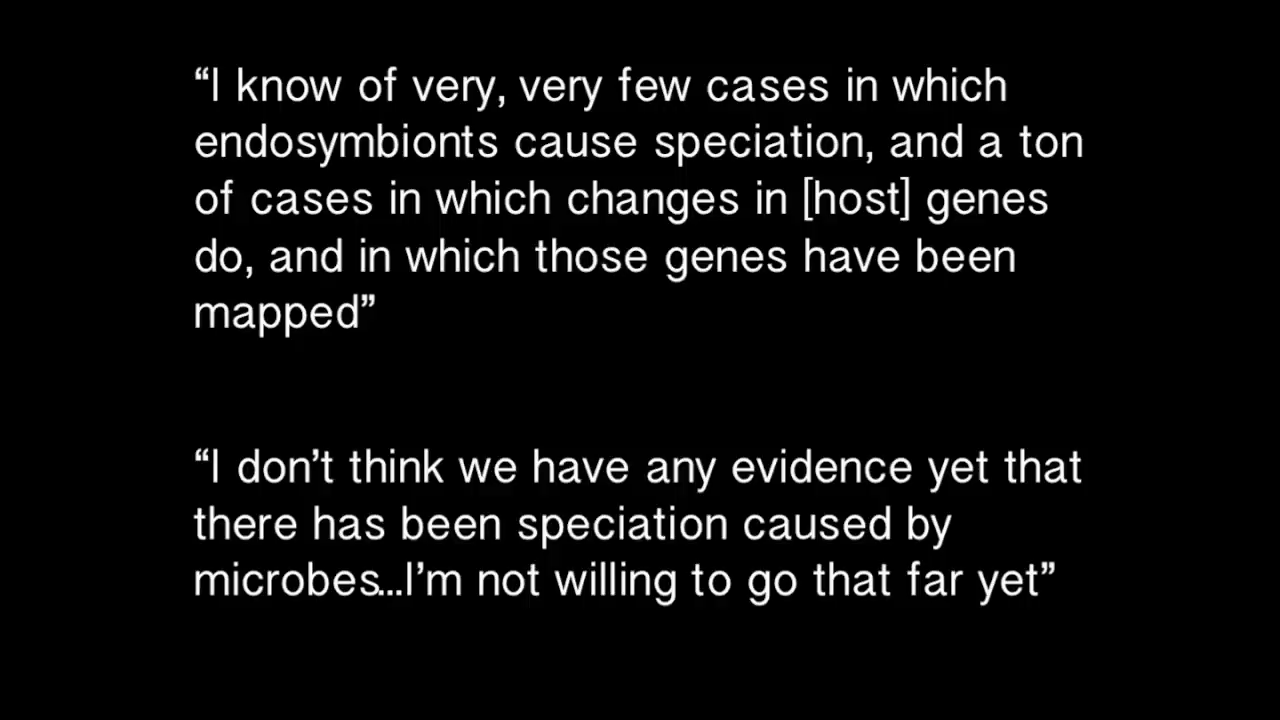 “I know of very, very few cases in which
endosymbionts cause speciation, and a ton
of cases in which changes in [host] genes
do, and in which those genes have been
mapped”
“I don’t think we have any evidence yet that
there has been speciation caused by
microbes...I’m not willing to go that far yet”